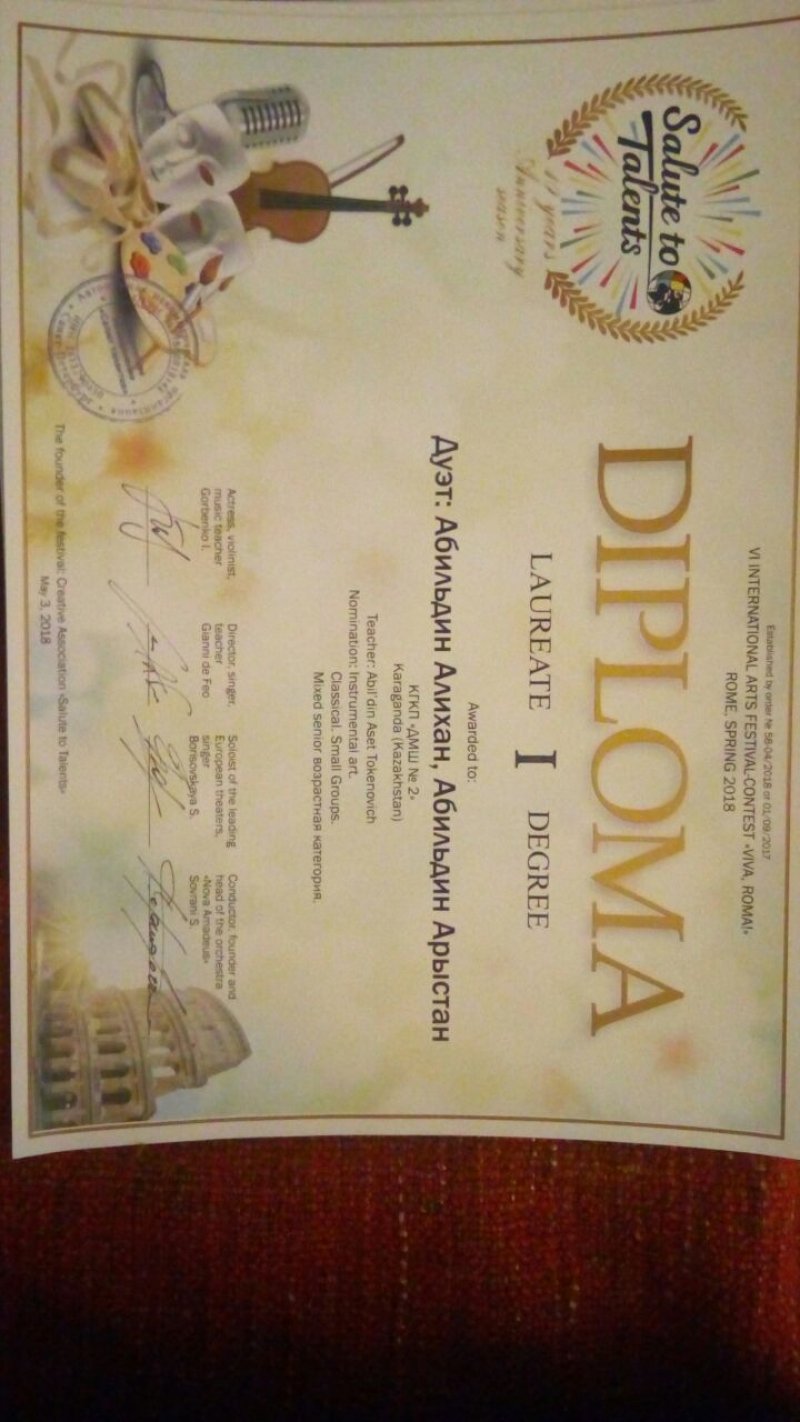 Salute to
Talents
years
Anniversary
season
Established by order № 58-04/2018 от 01/09/2017
VI INTERNATIONAL ARTS FESTIVAL-CONTEST «VIVA, ROMA!»
ROME, SPRING 2018
DIPLOMA
LAUREATE I DEGREE
Awarded to:
Дуэт: Абильдин Алихан, Абильдин Арыстан
КГКП «ДМШ № 2»
Karaganda (Kazakhstan)
Teacher: Abil'din Aset Tokenovich
Nomination: Instrumental art.
Classical. Small Groups.
Mixed senior возрастная категория.
Actress, violinist,
music teacher
Gorbenko I.
Director, singer,
teacher
Gianni de Feo
Soloist of the leading
European theaters,
singer
Borisovskaya S.
Conductor, founder and
head of the orchestra
«Nova Amadeus»
Sovrani S.
The founder of the festival: Creative Association «Salute to Talents»
May 3, 2018